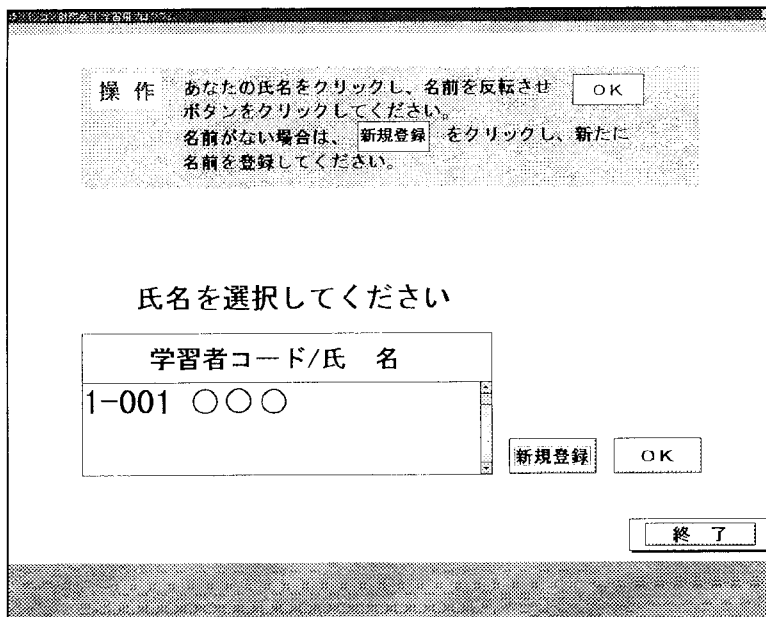 操 作
あなたの氏名をクリックし、名前を反転させ OK
ボタンをクリックしてください。
名前がない場合は、 新規登録 をクリックし、新たに
名前を登録してください。
氏名を選択してください
学習者コード/氏 名
1-001 ○○○
新規登録 OK
終 了